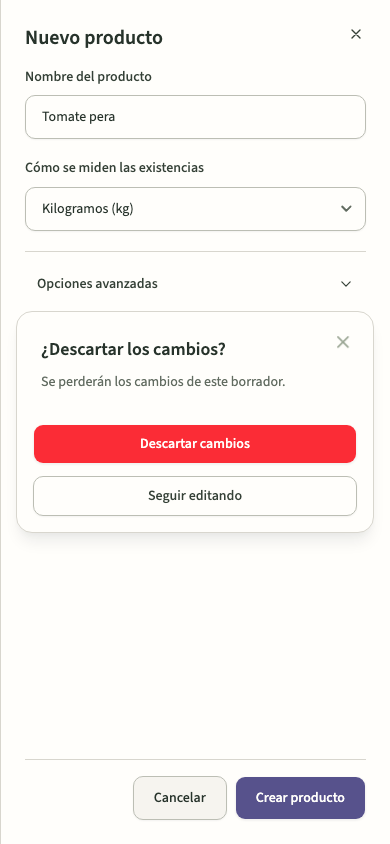 Nuevo producto
Nombre del producto
Tomate pera
Cómo se miden las existencias
Kilogramos (kg)
Opciones avanzadas
¿Descartar los cambios?
Se perderán los cambios de este borrador.
Descartar cambios
Seguir editando
Cancelar
Crear producto